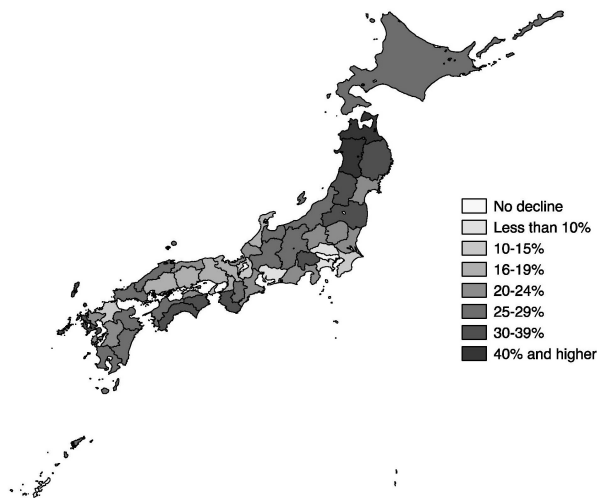 No decline
Less than 10%
10-15%
16-19%
20-24%
25-29%
30-39%
40% and higher